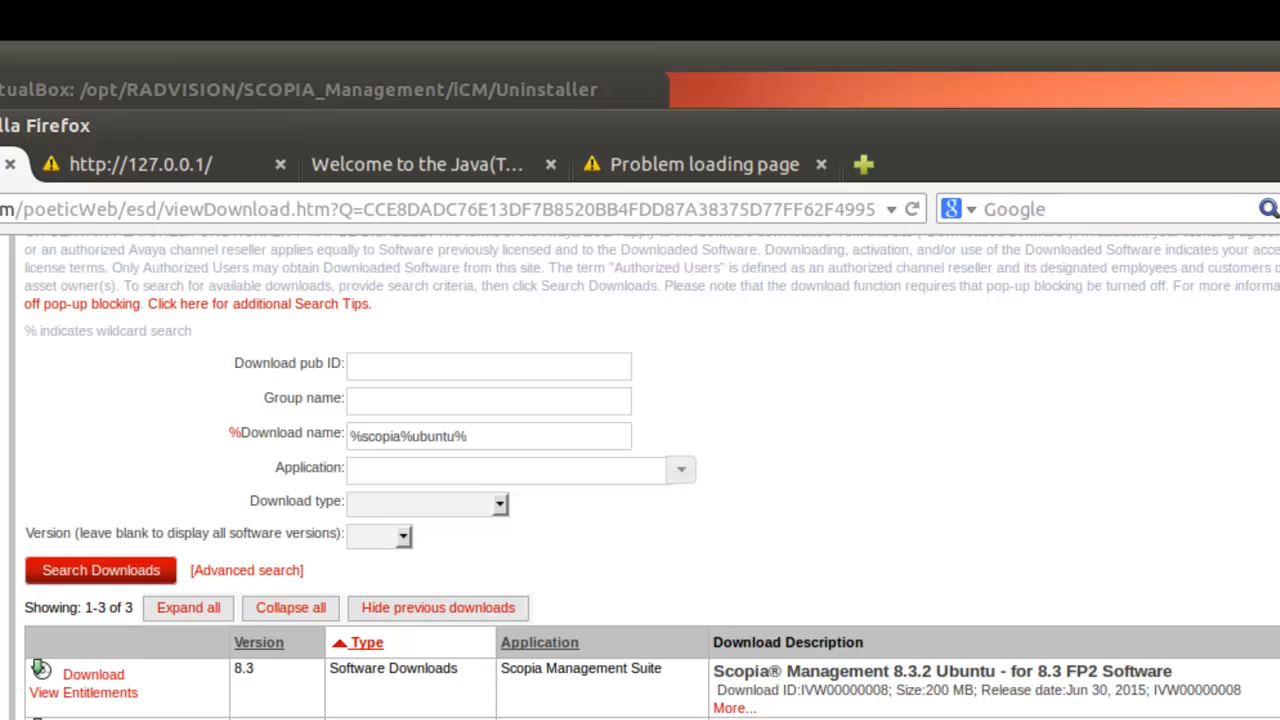 tualBox: /opt/RADVISION/SCOPIA_Management/iCM/Uninstaller
lla Firefox
http://127.0.0.1/
Welcome to the Java(T...
Problem loading page
m/poeticWeb/esd/viewDownload.htm?Q=CCE8DADC76E13DF7B8520BB4FDD87A38375D77FF62F4995
Google
or an authorized Avaya channel reseller applies equally to Software previously licensed and to the Downloaded Software. Downloading, activation, and/or use of the Downloaded Software indicates your acce
license terms. Only Authorized Users may obtain Downloaded Software from this site. The term "Authorized Users" is defined as an authorized channel reseller and its designated employees and customers o
asset owner(s). To search for available downloads, provide search criteria, then click Search Downloads. Please note that the download function requires that pop-up blocking be turned off. For more informa
off pop-up blocking. Click here for additional Search Tips.
% indicates wildcard search
Download pub ID:
Group name:
%Download name: %scopia%ubuntu%
Application:
Download type:
Version (leave blank to display all software versions):
Search Downloads [Advanced search]
Showing: 1-3 of 3 Expand all Collapse all Hide previous downloads
Version Type Application Download Description
Download 8.3 Software Downloads Scopia Management Suite Scopia® Management 8.3.2 Ubuntu - for 8.3 FP2 Software
View Entitlements Download ID:IVW00000008; Size:200 MB; Release date:Jun 30, 2015; IVW00000008
More...